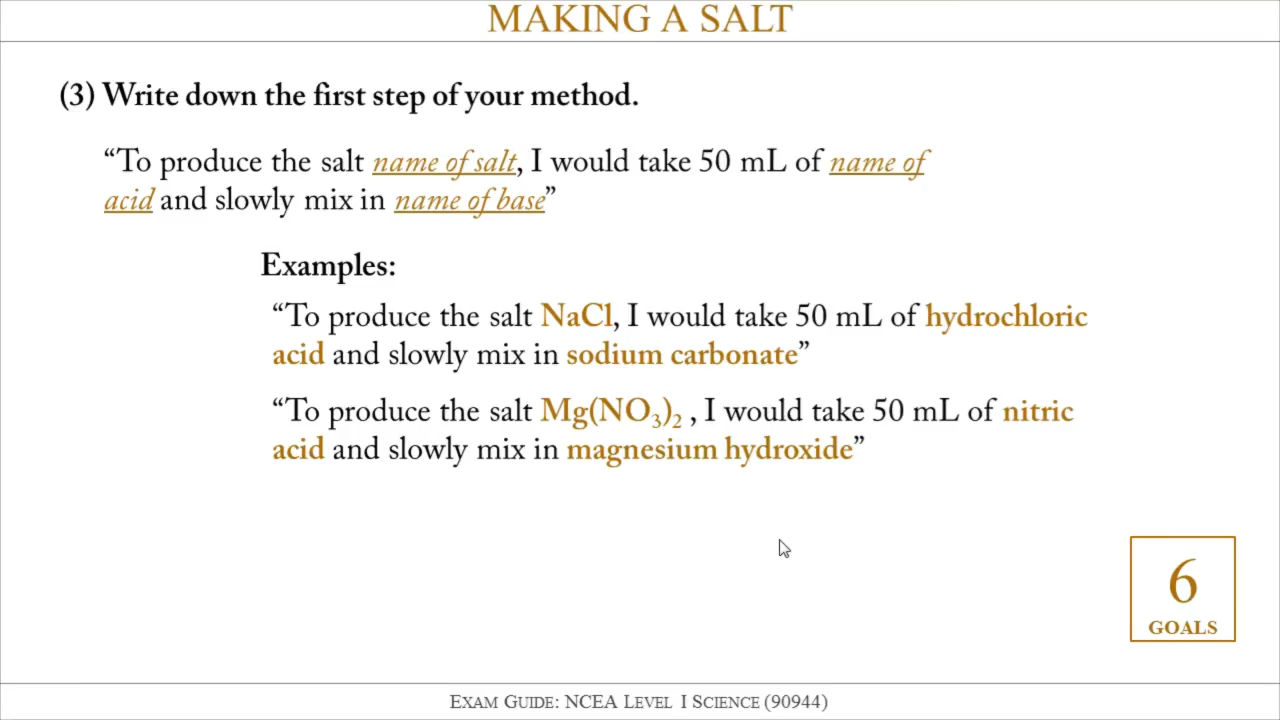 MAKING A SALT
(3) Write down the first step of your method.
“To produce the salt name of salt, I would take 50 mL of name of
acid and slowly mix in name of base”
Examples:
“To produce the salt NaCl, I would take 50 mL of hydrochloric
acid and slowly mix in sodium carbonate”
“To produce the salt Mg(NO₃)₂ , I would take 50 mL of nitric
acid and slowly mix in magnesium hydroxide”
6
GOALS
EXAM GUIDE: NCEA LEVEL I SCIENCE (90944)